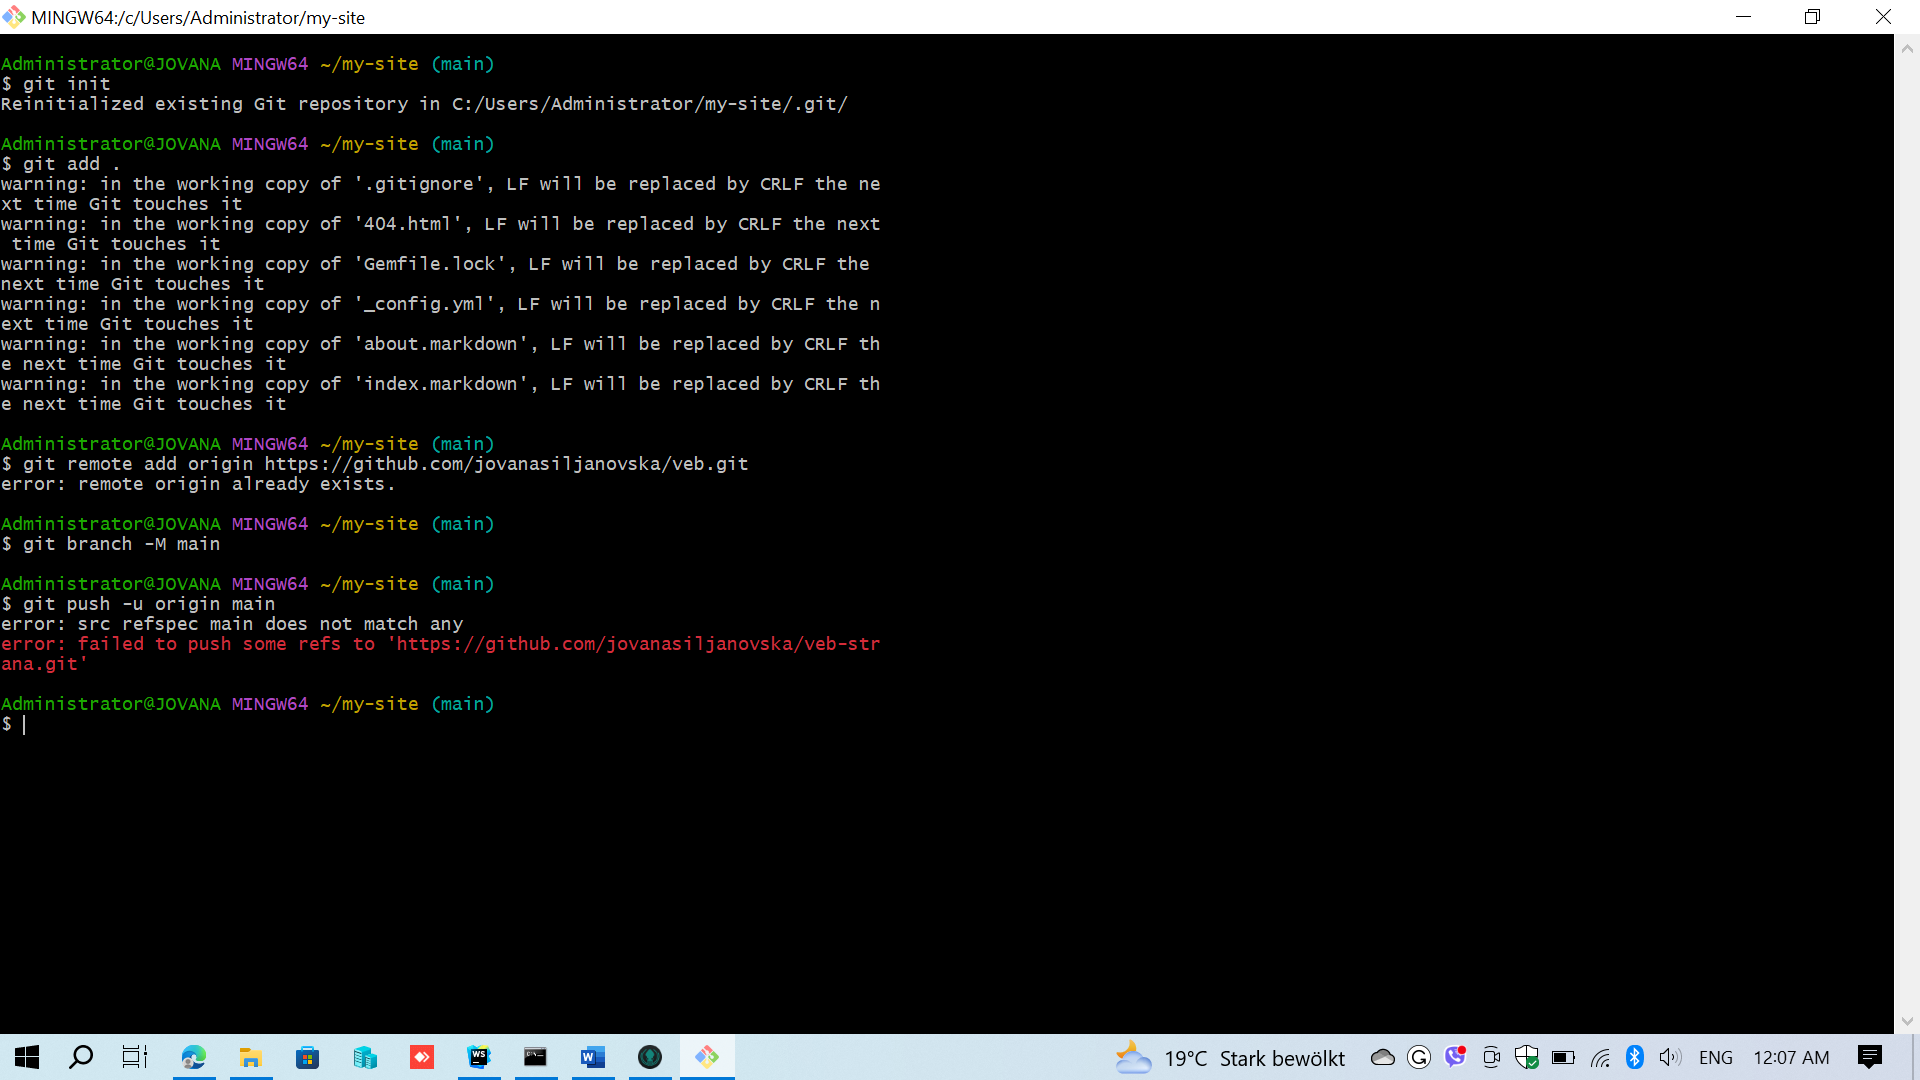 MINGW64:/c/Users/Administrator/my-site
Administrator@JOVANA MINGW64 ~/my-site (main)
$ git init
Reinitialized existing Git repository in C:/Users/Administrator/my-site/.git/
Administrator@JOVANA MINGW64 ~/my-site (main)
$ git add .
warning: in the working copy of '.gitignore', LF will be replaced by CRLF the ne
xt time Git touches it
warning: in the working copy of '404.html', LF will be replaced by CRLF the next
 time Git touches it
warning: in the working copy of 'Gemfile.lock', LF will be replaced by CRLF the
next time Git touches it
warning: in the working copy of '_config.yml', LF will be replaced by CRLF the n
ext time Git touches it
warning: in the working copy of 'about.markdown', LF will be replaced by CRLF th
e next time Git touches it
warning: in the working copy of 'index.markdown', LF will be replaced by CRLF th
e next time Git touches it
Administrator@JOVANA MINGW64 ~/my-site (main)
$ git remote add origin https://github.com/jovanasiljanovska/veb.git
error: remote origin already exists.
Administrator@JOVANA MINGW64 ~/my-site (main)
$ git branch -M main
Administrator@JOVANA MINGW64 ~/my-site (main)
$ git push -u origin main
error: src refspec main does not match any
error: failed to push some refs to 'https://github.com/jovanasiljanovska/veb-str
ana.git'
Administrator@JOVANA MINGW64 ~/my-site (main)
$
19°C Stark bewölkt ENG 12:07 AM